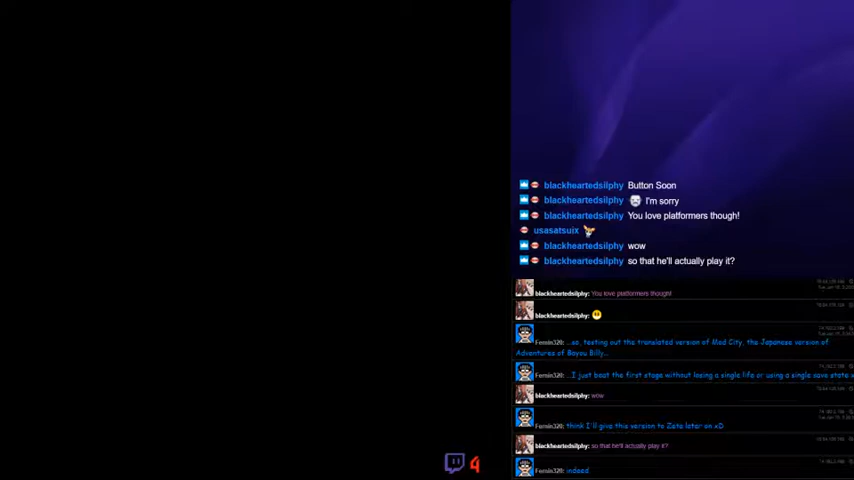 blackheartedsilphy Button Soon
blackheartedsilphy I'm sorry
blackheartedsilphy You love platformers though!
usasatsuix
blackheartedsilphy wow
blackheartedsilphy so that he'll actually play it?
blackheartedsilphy: You love platformers though!
blackheartedsilphy:
Femin320: ...so, testing out the translated version of Mad City, the Japanese version of
Adventures of Bayou Billy...
Femin320: ...I just beat the first stage without losing a single life or using a single save state
blackheartedsilphy: wow
Femin320: think I'll give this version to Zeta later on xD
blackheartedsilphy: so that he'll actually play it?
Femin320: indeed
4